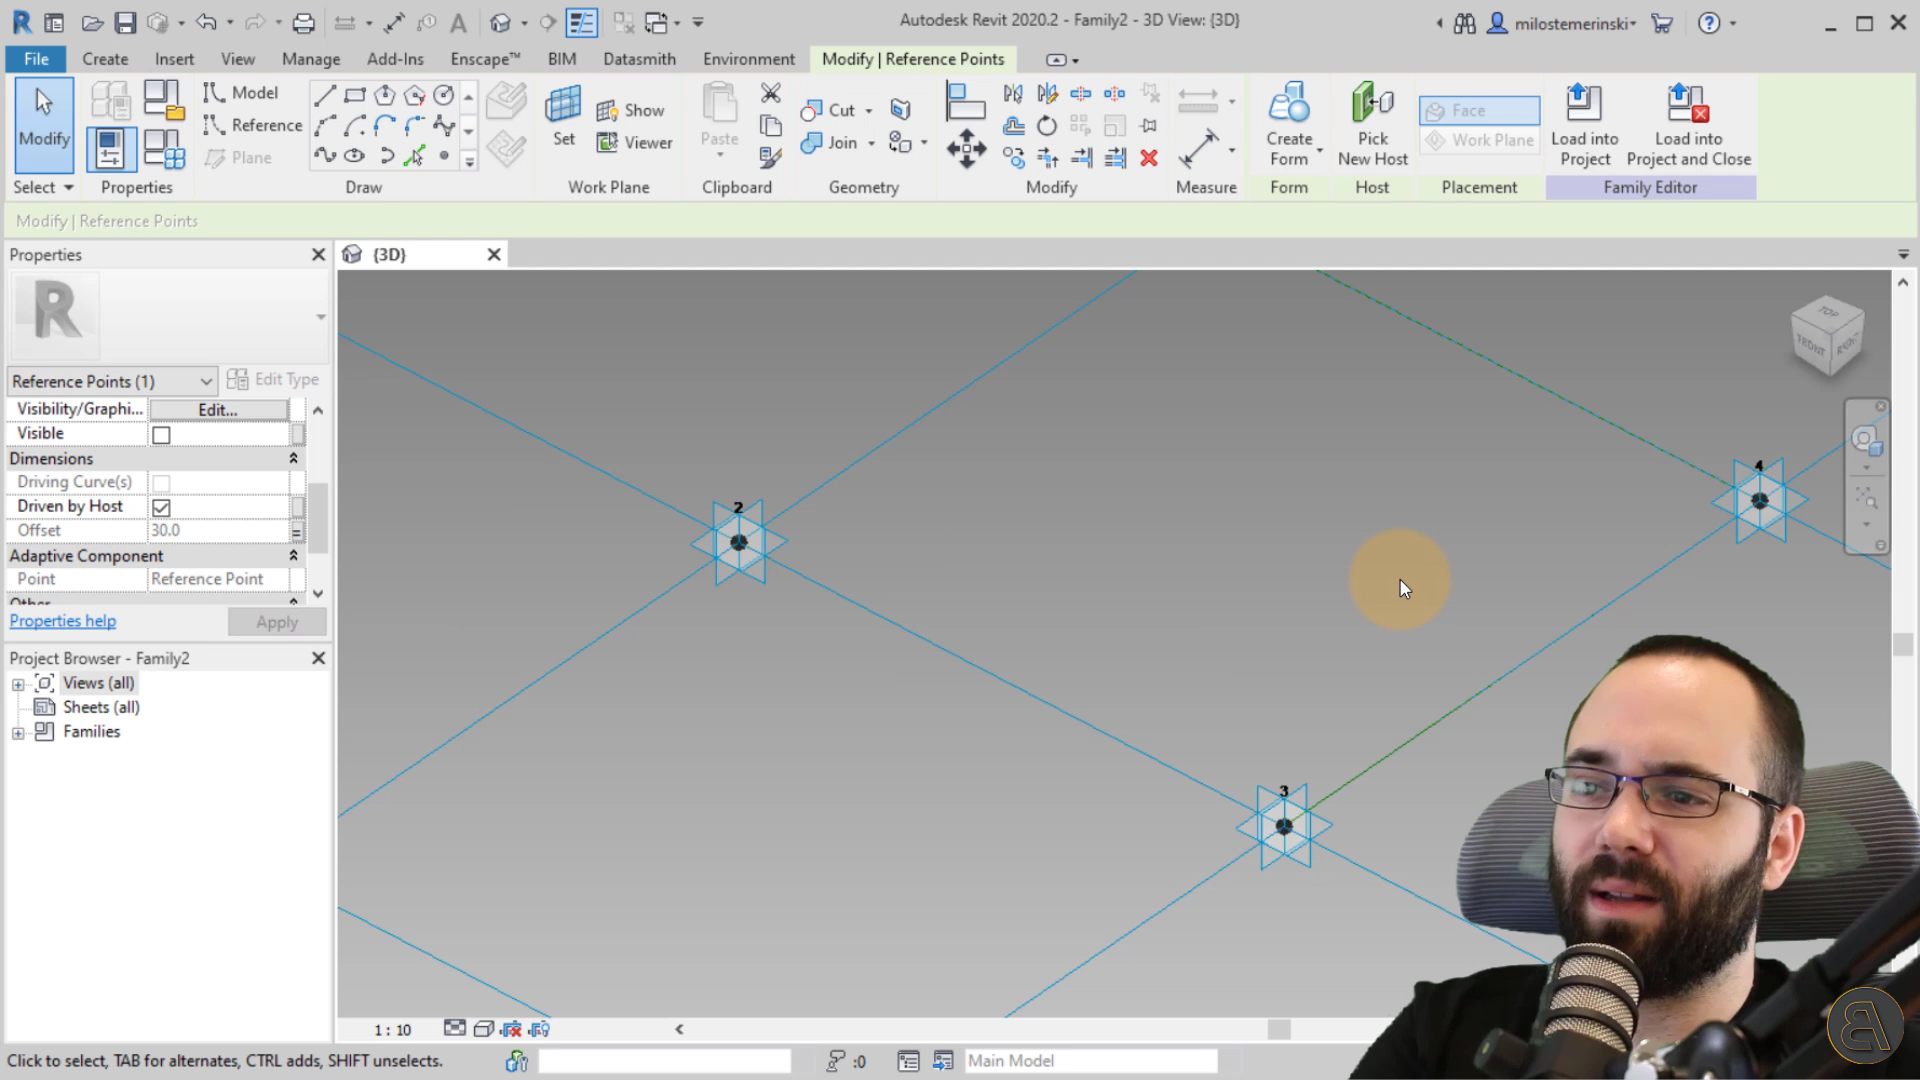 Autodesk Revit 2020.2 - Family2 - 3D View: {3D}
milostemerinski
File Create Insert View Manage Add-Ins Enscape™ BIM Datasmith Environment Modify | Reference Points
Modify
Select
Properties
Model
Reference
Plane
Draw
Set
Show
Viewer
Work Plane
Paste
Clipboard
Cut
Join
Geometry
Modify
Measure
Create
Form
Form
Pick
New Host
Host
Face
Work Plane
Placement
Load into
Project
Load into
Project and Close
Family Editor
Modify | Reference Points
Properties
{3D}
R
Reference Points (1)
Edit Type
Visibility/Graphi... Edit...
Visible
Dimensions
Driving Curve(s)
Driven by Host
Offset 30.0
Adaptive Component
Point Reference Point
Other
Properties help Apply
Project Browser - Family2
Views (all)
Sheets (all)
Families
2
3
4
TOP
FRONT
RIGHT
1 : 10
Click to select, TAB for alternates, CTRL adds, SHIFT unselects.
:0
Main Model